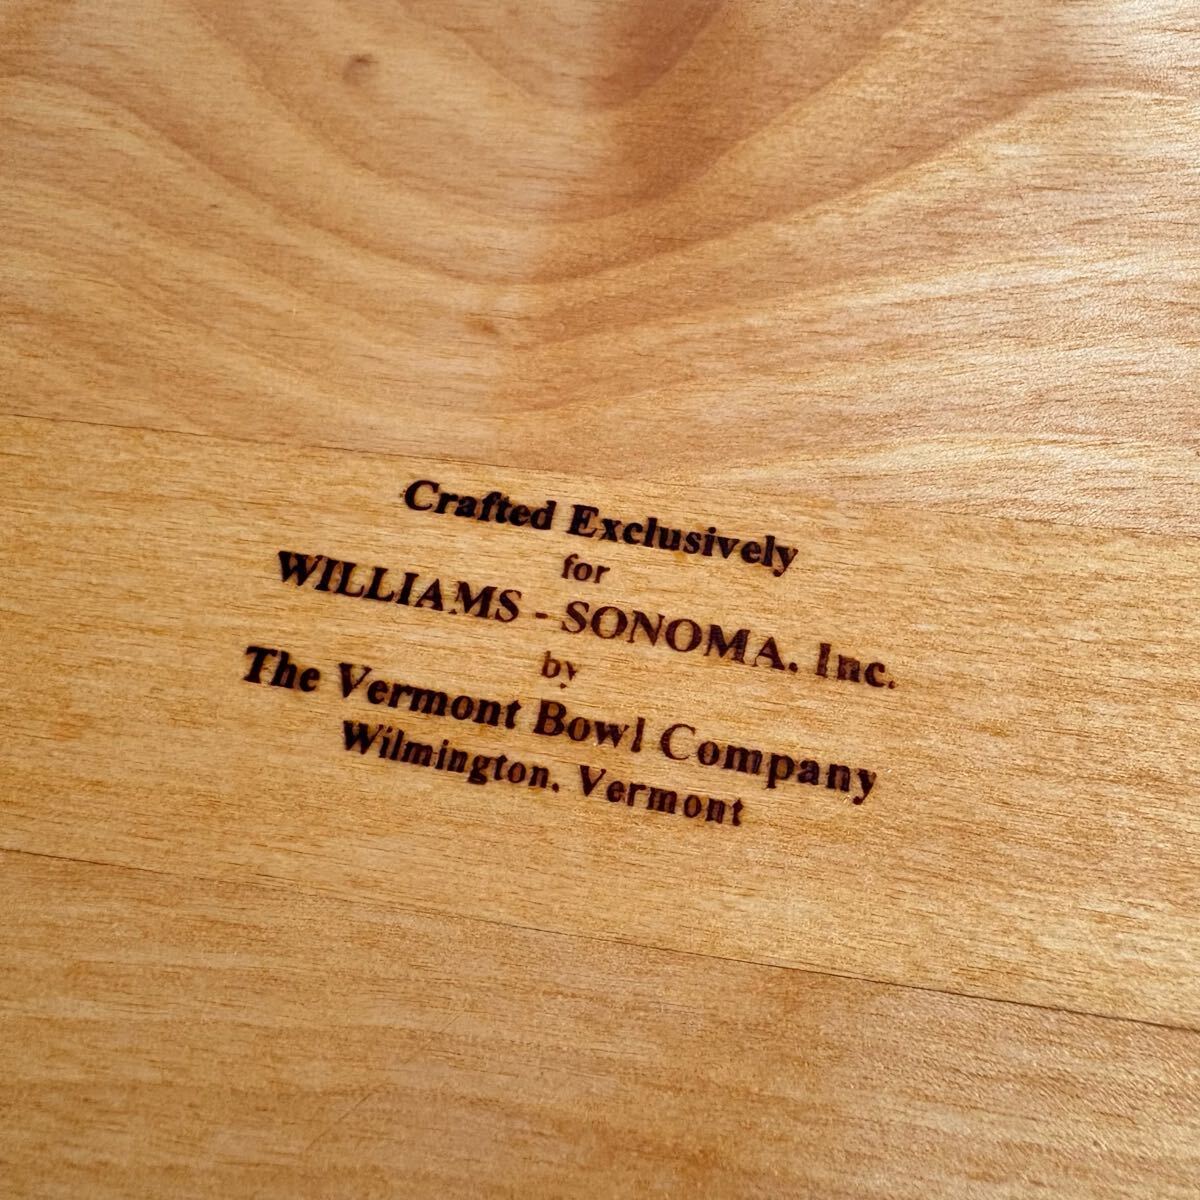 Crafted Exclusively
for
WILLIAMS - SONOMA, Inc.
by
The Vermont Bowl Company
Wilmington, Vermont